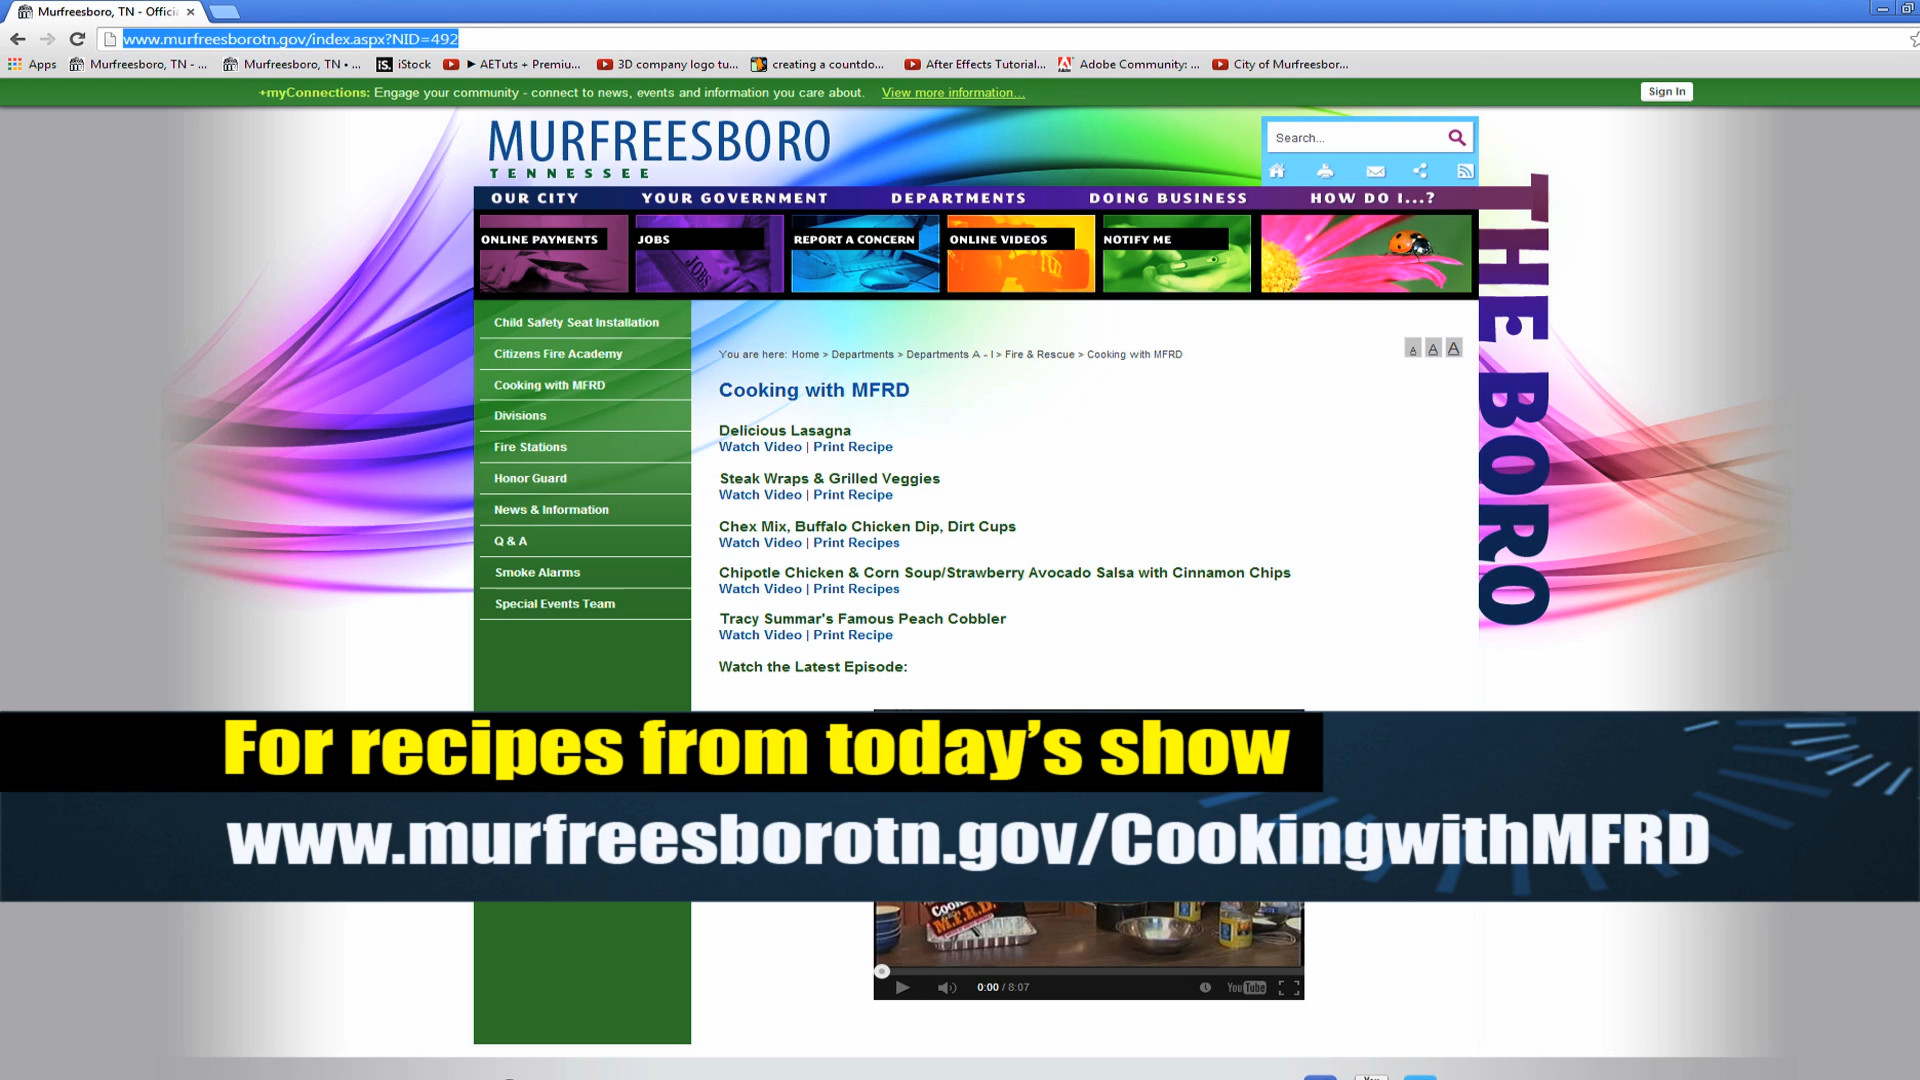 Murfreesboro, TN - Offici
www.murfreesborotn.gov/index.aspx?NID=492
Apps Murfreesboro, TN - ... Murfreesboro, TN • ... iS. iStock ► AETuts + Premiu... 3D company logo tu... creating a countdo... After Effects Tutorial... Adobe Community: ... City of Murfreesbor...
+myConnections: Engage your community - connect to news, events and information you care about. View more information... Sign In
MURFREESBORO
TENNESSEE
Search...
OUR CITY YOUR GOVERNMENT DEPARTMENTS DOING BUSINESS HOW DO I...?
ONLINE PAYMENTS JOBS REPORT A CONCERN ONLINE VIDEOS NOTIFY ME
JOBS
THE BORO
Child Safety Seat Installation
Citizens Fire Academy
Cooking with MFRD
Divisions
Fire Stations
Honor Guard
News & Information
Q & A
Smoke Alarms
Special Events Team
You are here: Home > Departments > Departments A - I > Fire & Rescue > Cooking with MFRD
A A A
Cooking with MFRD
Delicious Lasagna
Watch Video | Print Recipe
Steak Wraps & Grilled Veggies
Watch Video | Print Recipe
Chex Mix, Buffalo Chicken Dip, Dirt Cups
Watch Video | Print Recipes
Chipotle Chicken & Corn Soup/Strawberry Avocado Salsa with Cinnamon Chips
Watch Video | Print Recipes
Tracy Summar's Famous Peach Cobbler
Watch Video | Print Recipe
Watch the Latest Episode:
For recipes from today's show
www.murfreesborotn.gov/CookingwithMFRD
M.F.R.D.
0:00 / 8:07
YouTube
You